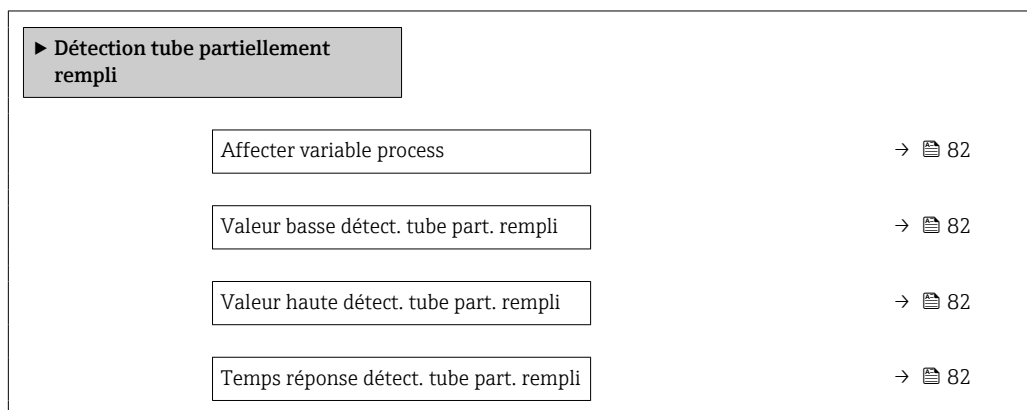 ▶ Détection tube partiellement
rempli
Affecter variable process → 82
Valeur basse détect. tube part. rempli → 82
Valeur haute détect. tube part. rempli → 82
Temps réponse détect. tube part. rempli → 82